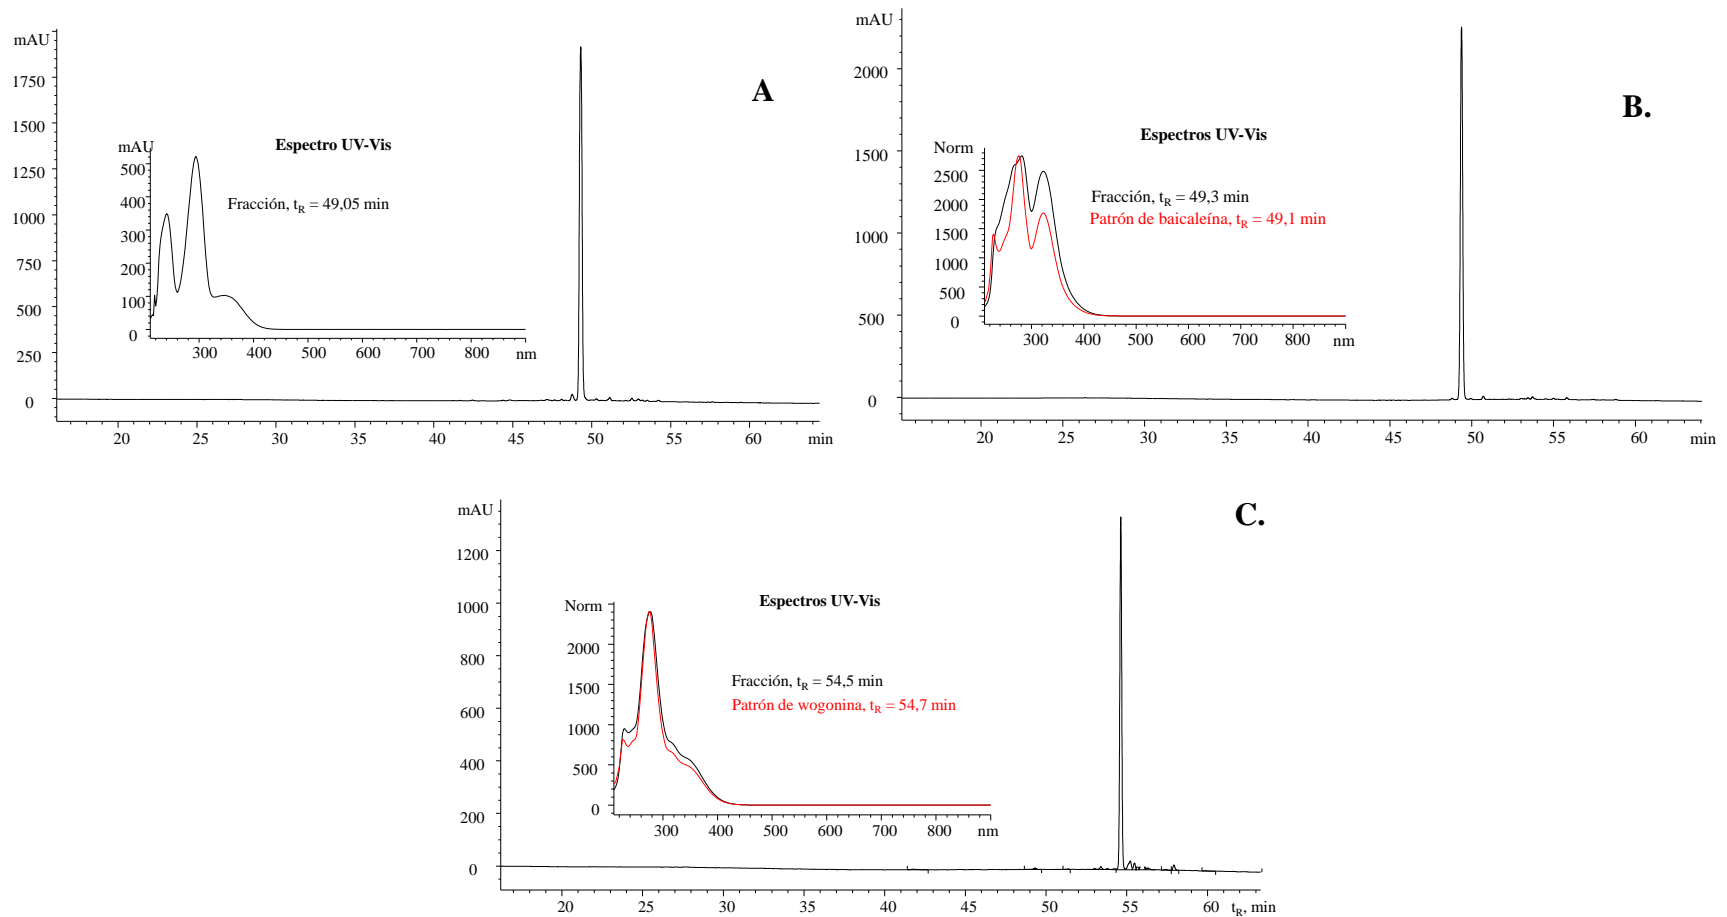 mAU
A
1750
1500
1250
1000
750
500
250
0
20 25 30 35 40 45 50 55 60 min
Espectro UV-Vis
mAU
500
400
300
200
100
0
Fracción, tR = 49,05 min
300 400 500 600 700 800 nm
mAU
B.
2000
1500
1000
500
0
20 25 30 35 40 45 50 55 60 min
Espectros UV-Vis
Norm
2500
2000
1500
1000
500
0
Fracción, tR = 49,3 min
Patrón de baicaleína, tR = 49,1 min
300 400 500 600 700 800 nm
mAU
C.
1200
1000
800
600
400
200
0
20 25 30 35 40 45 50 55 60 tR, min
Espectros UV-Vis
Norm
2000
1500
1000
500
0
Fracción, tR = 54,5 min
Patrón de wogonina, tR = 54,7 min
300 400 500 600 700 800 nm